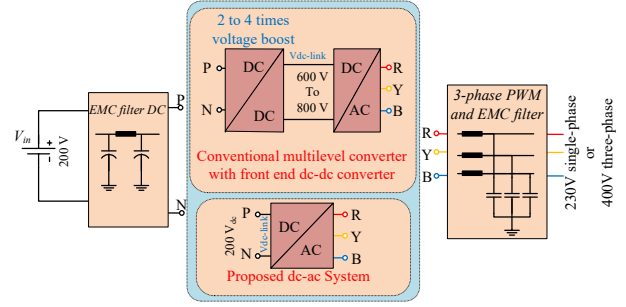 2 to 4 times
voltage boost
EMC filter DC
V_in
200 V
P
N
P
N
DC
DC
Vdc-link
600 V
To
800 V
DC
AC
R
Y
B
Conventional multilevel converter
with front end dc-dc converter
P
N
200 V_dc
Vdc-link
DC
AC
R
Y
B
Proposed dc-ac System
3-phase PWM
and EMC filter
R
Y
B
230V single-phase
or
400V three-phase